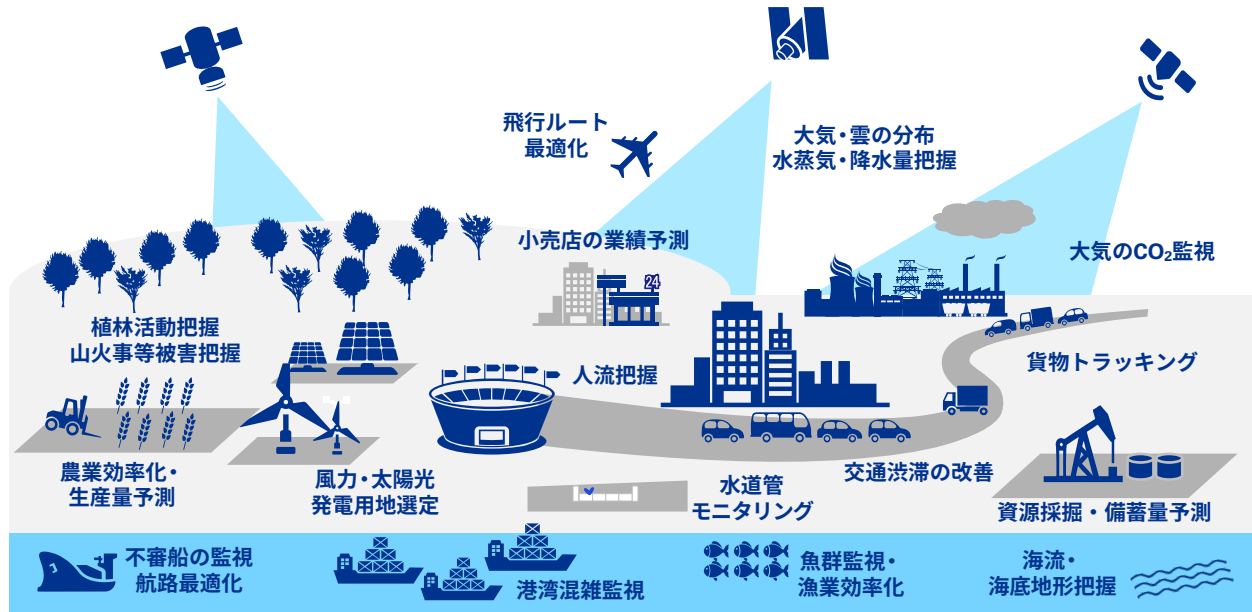 飛行ルート
最適化
大気・雲の分布
水蒸気・降水量把握
小売店の業績予測
大気のCO₂監視
24
植林活動把握
山火事等被害把握
人流把握
貨物トラッキング
農業効率化・
生産量予測
風力・太陽光
発電用地選定
水道管
モニタリング
交通渋滞の改善
資源採掘・備蓄量予測
不審船の監視
航路最適化
港湾混雑監視
魚群監視・
漁業効率化
海流・
海底地形把握